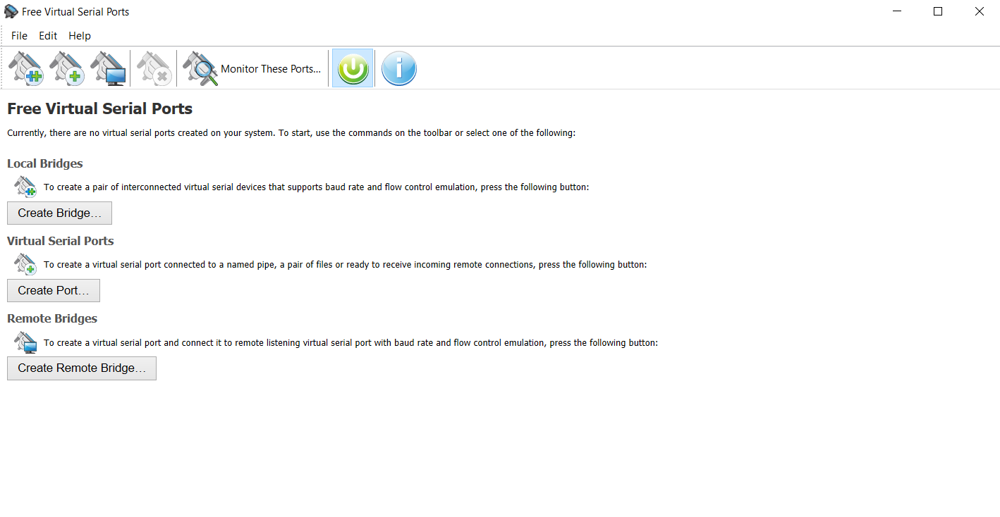 Free Virtual Serial Ports
File Edit Help
Monitor These Ports...
Free Virtual Serial Ports
Currently, there are no virtual serial ports created on your system. To start, use the commands on the toolbar or select one of the following:
Local Bridges
To create a pair of interconnected virtual serial devices that supports baud rate and flow control emulation, press the following button:
Create Bridge...
Virtual Serial Ports
To create a virtual serial port connected to a named pipe, a pair of files or ready to receive incoming remote connections, press the following button:
Create Port...
Remote Bridges
To create a virtual serial port and connect it to remote listening virtual serial port with baud rate and flow control emulation, press the following button:
Create Remote Bridge...